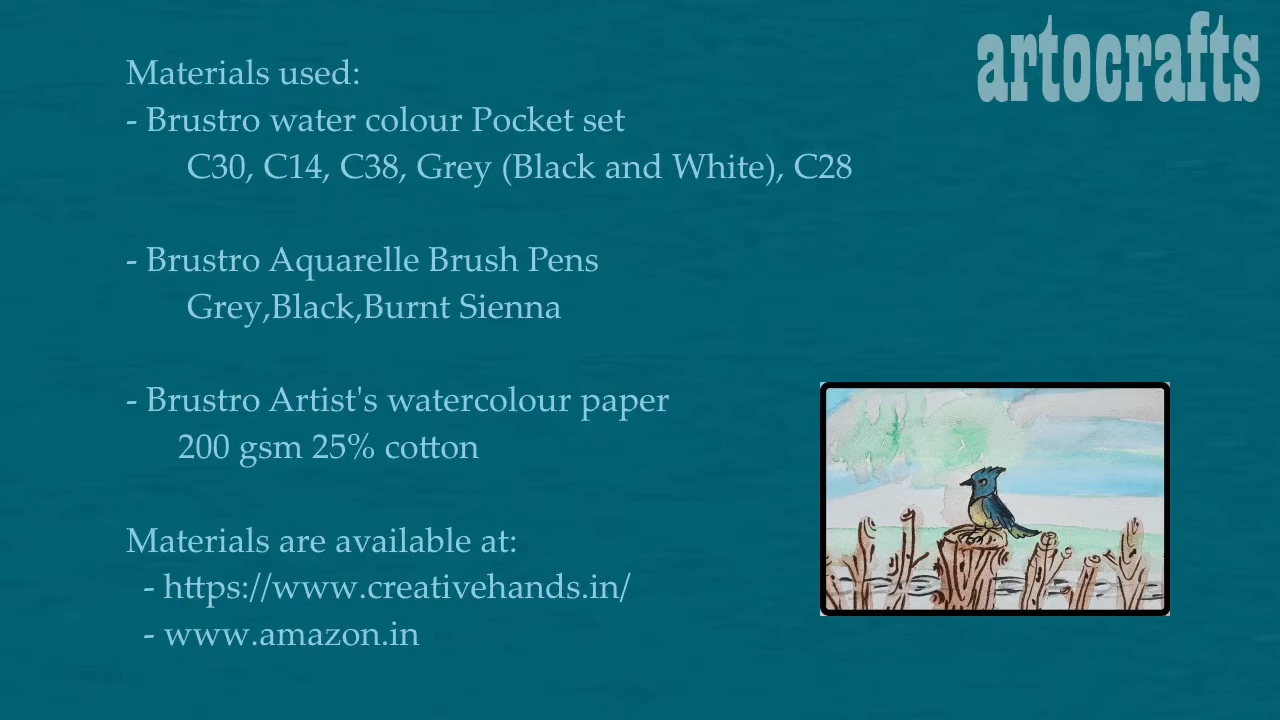 artocrafts
Materials used:
- Brustro water colour Pocket set
C30, C14, C38, Grey (Black and White), C28
- Brustro Aquarelle Brush Pens
Grey,Black,Burnt Sienna
- Brustro Artist's watercolour paper
200 gsm 25% cotton
Materials are available at:
- https://www.creativehands.in/
- www.amazon.in